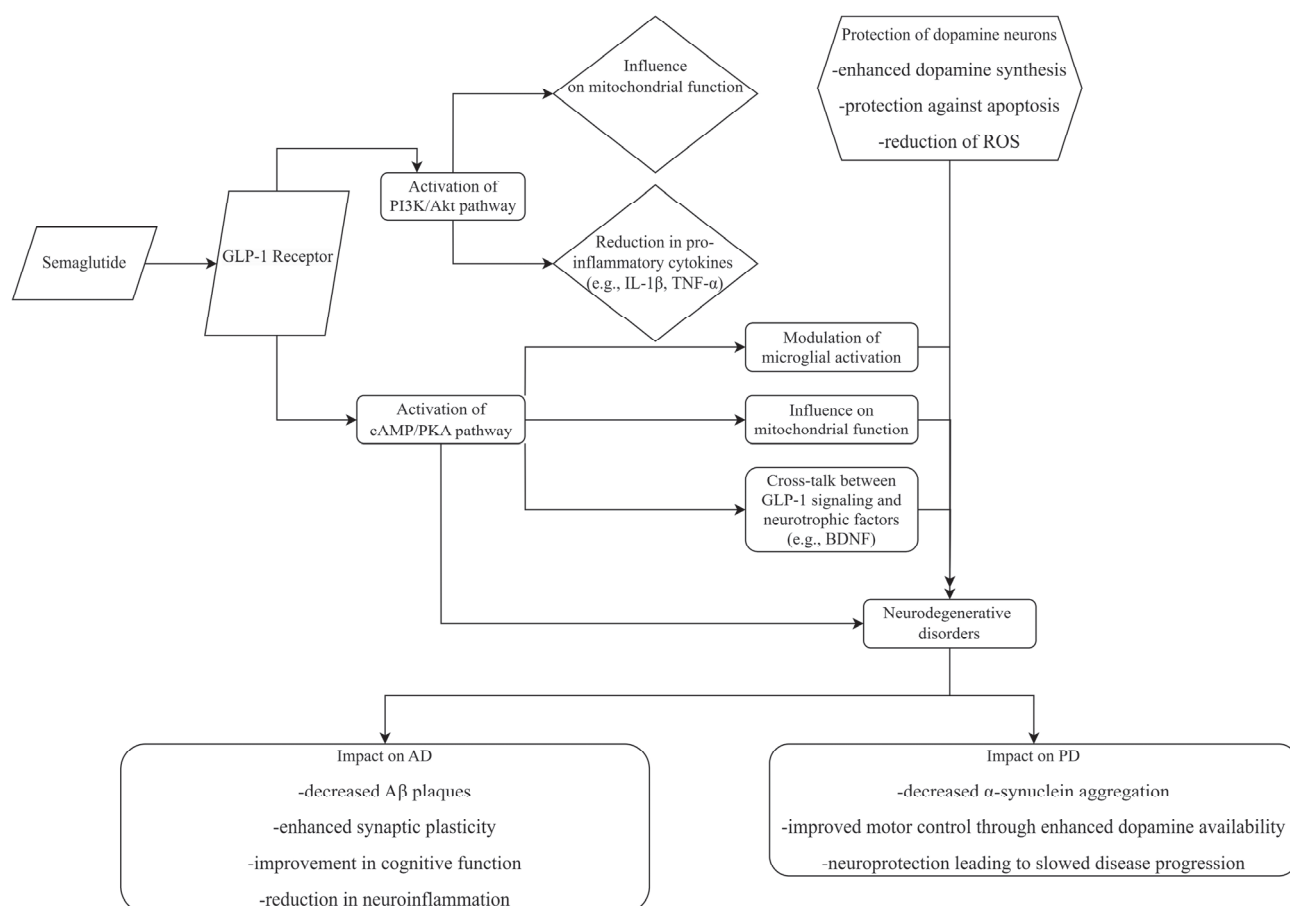 Protection of dopamine neurons
-enhanced dopamine synthesis
-protection against apoptosis
-reduction of ROS
Influence
on mitochondrial function
Activation of
PI3K/Akt pathway
Semaglutide
GLP-1 Receptor
Reduction in pro-
inflammatory cytokines
(e.g., IL-1β, TNF-α)
Modulation of
microglial activation
Activation of
cAMP/PKA pathway
Influence on
mitochondrial function
Cross-talk between
GLP-1 signaling and
neurotrophic factors
(e.g., BDNF)
Neurodegenerative
disorders
Impact on AD
-decreased Aβ plaques
-enhanced synaptic plasticity
-improvement in cognitive function
-reduction in neuroinflammation
Impact on PD
-decreased α-synuclein aggregation
-improved motor control through enhanced dopamine availability
-neuroprotection leading to slowed disease progression